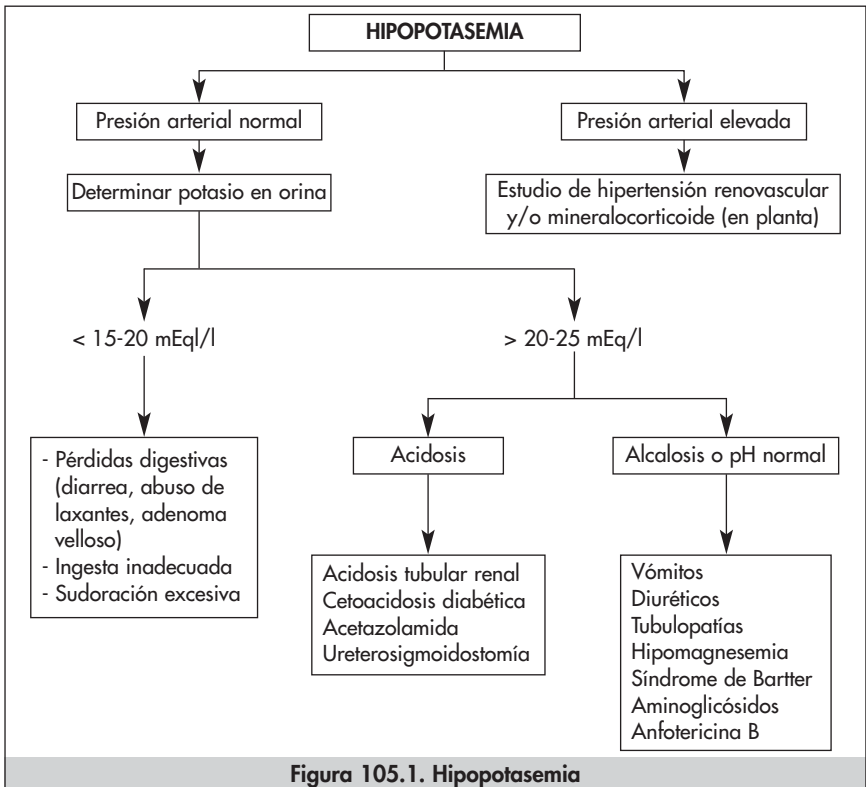 HIPOPOTASEMIA
Presión arterial normal
Presión arterial elevada
Determinar potasio en orina
Estudio de hipertensión renovascular
y/o mineralocorticoide (en planta)
< 15-20 mEql/l
> 20-25 mEq/l
- Pérdidas digestivas
(diarrea, abuso de
laxantes, adenoma
velloso)
- Ingesta inadecuada
- Sudoración excesiva
Acidosis
Alcalosis o pH normal
Acidosis tubular renal
Cetoacidosis diabética
Acetazolamida
Ureterosigmoidostomía
Vómitos
Diuréticos
Tubulopatías
Hipomagnesemia
Síndrome de Bartter
Aminoglicósidos
Anfotericina B
Figura 105.1. Hipopotasemia